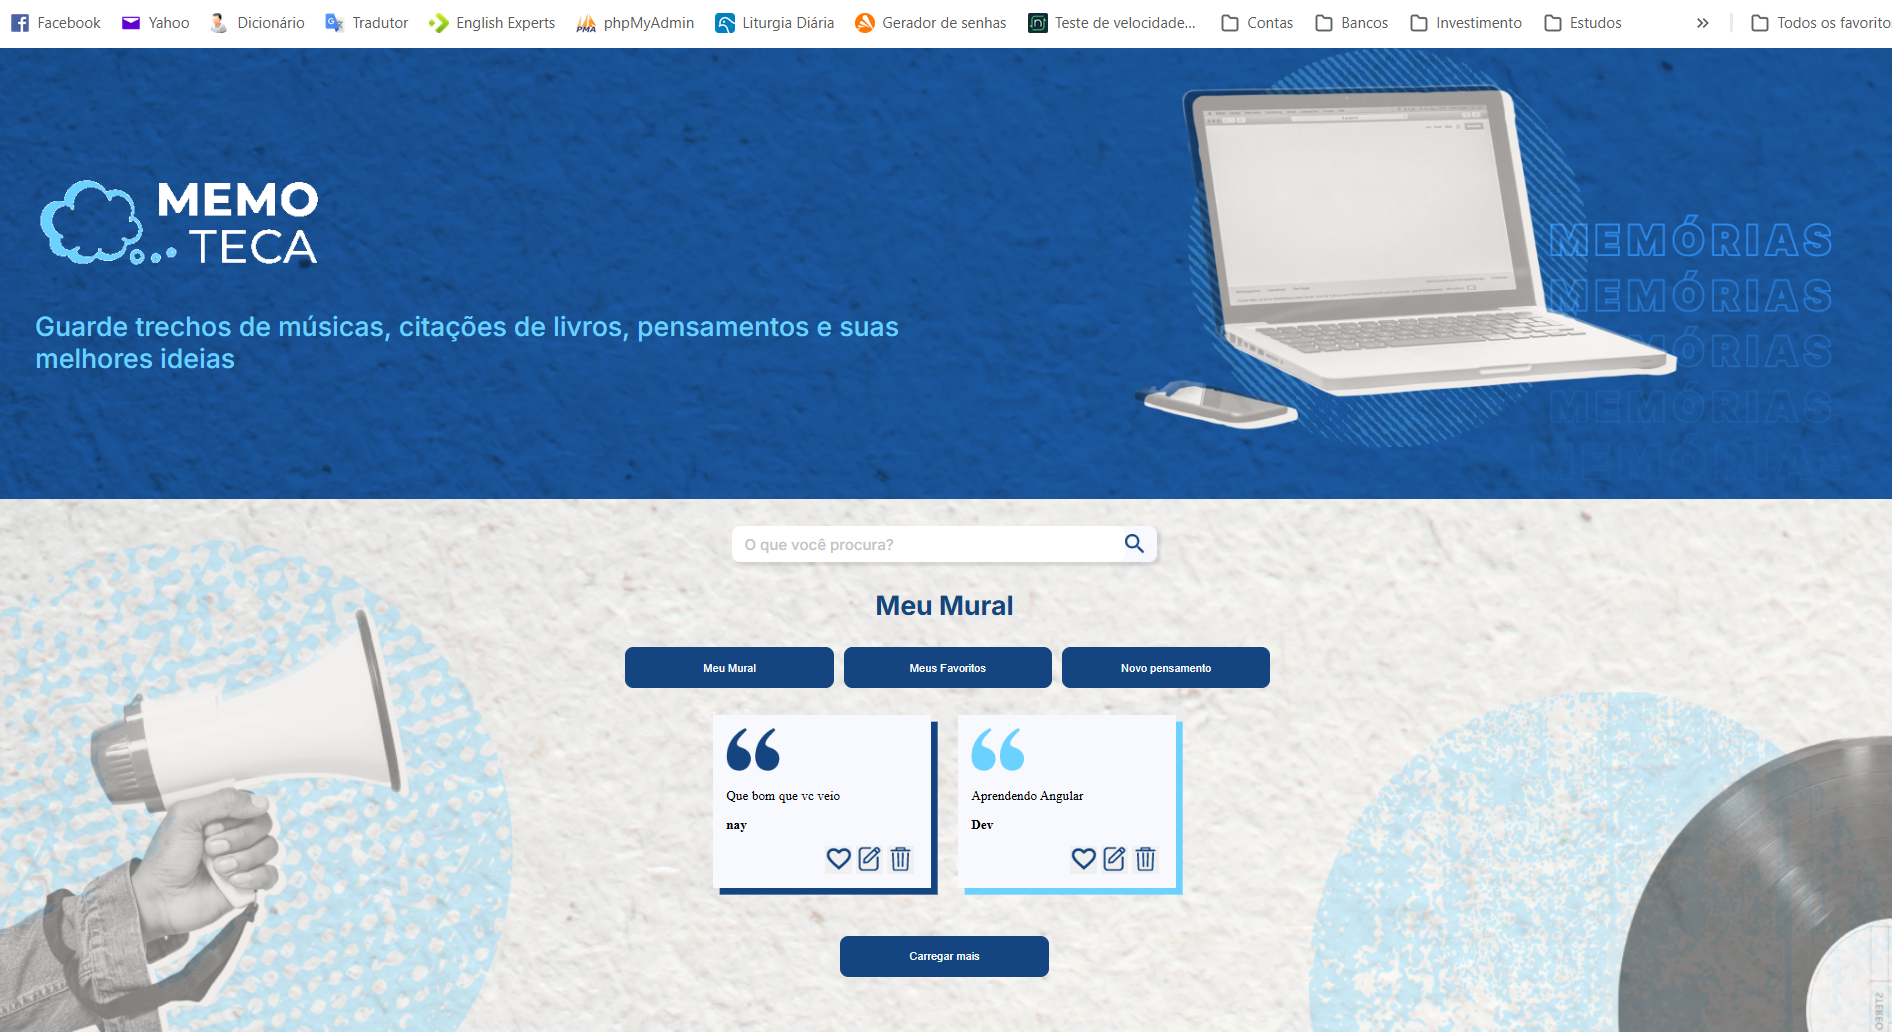 Facebook Yahoo Dicionário Tradutor English Experts phpMyAdmin Liturgia Diária Gerador de senhas Teste de velocidade... Contas Bancos Investimento Estudos » Todos os favorito
MEMO
TECA
Guarde trechos de músicas, citações de livros, pensamentos e suas
melhores ideias
MEMÓRIAS
MEMÓRIAS
MEMÓRIAS
MEMÓRIAS
MEMÓRIAS
O que você procura?
Meu Mural
Meu Mural Meus Favoritos Novo pensamento
Que bom que vc veio
nay
Aprendendo Angular
Dev
Carregar mais
STEREO